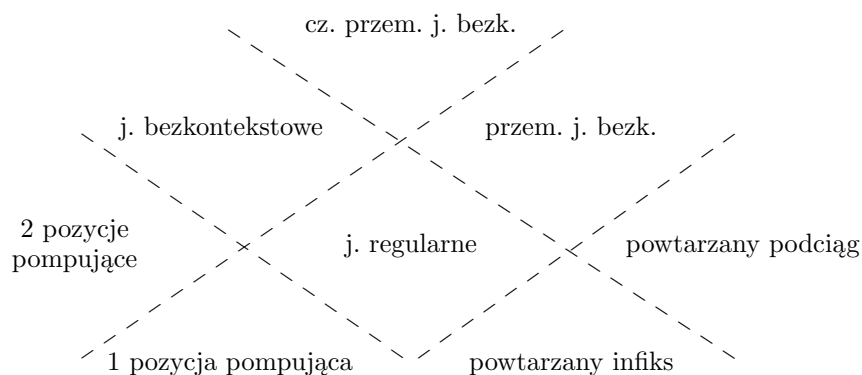 cz. przem. j. bezk.
j. bezkontekstowe
przem. j. bezk.
2 pozycje
pompujące
j. regularne
powtarzany podciąg
1 pozycja pompująca
powtarzany infiks